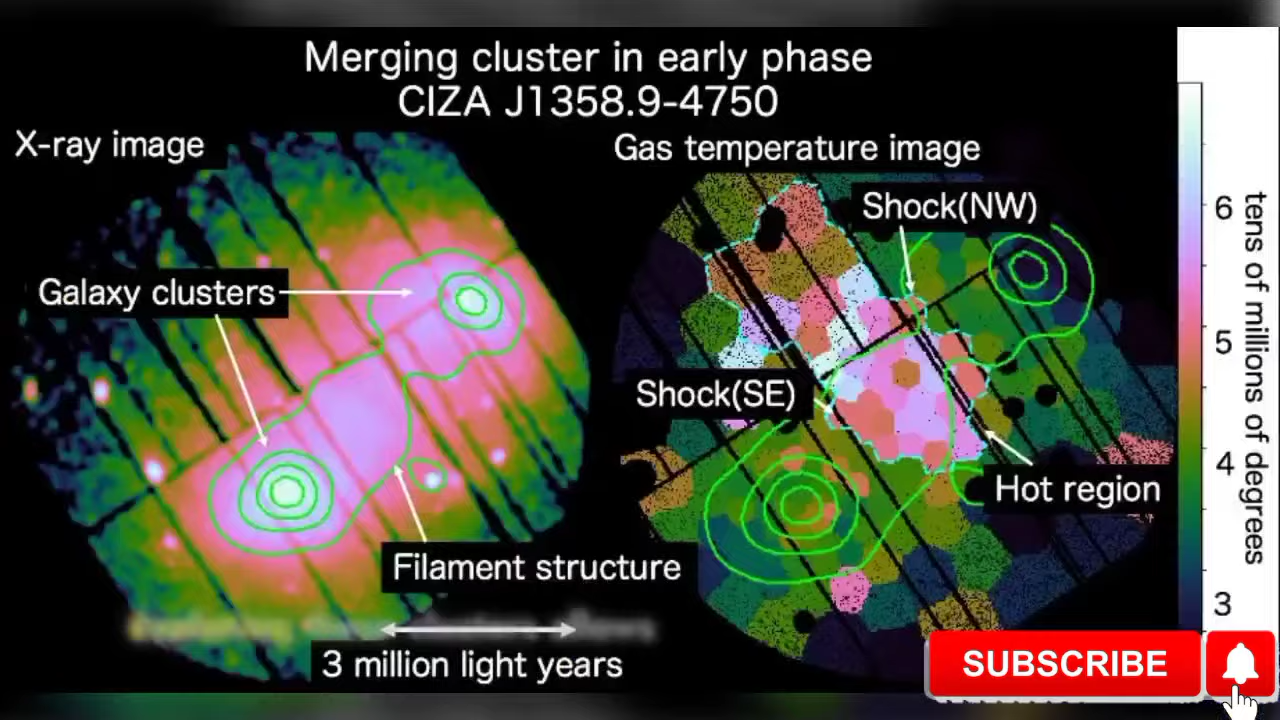 Merging cluster in early phase
CIZA J1358.9-4750
X-ray image
Gas temperature image
Shock(NW)
Galaxy clusters
Shock(SE)
Hot region
Filament structure
3 million light years
6
5
4
3
tens of millions of degrees
SUBSCRIBE